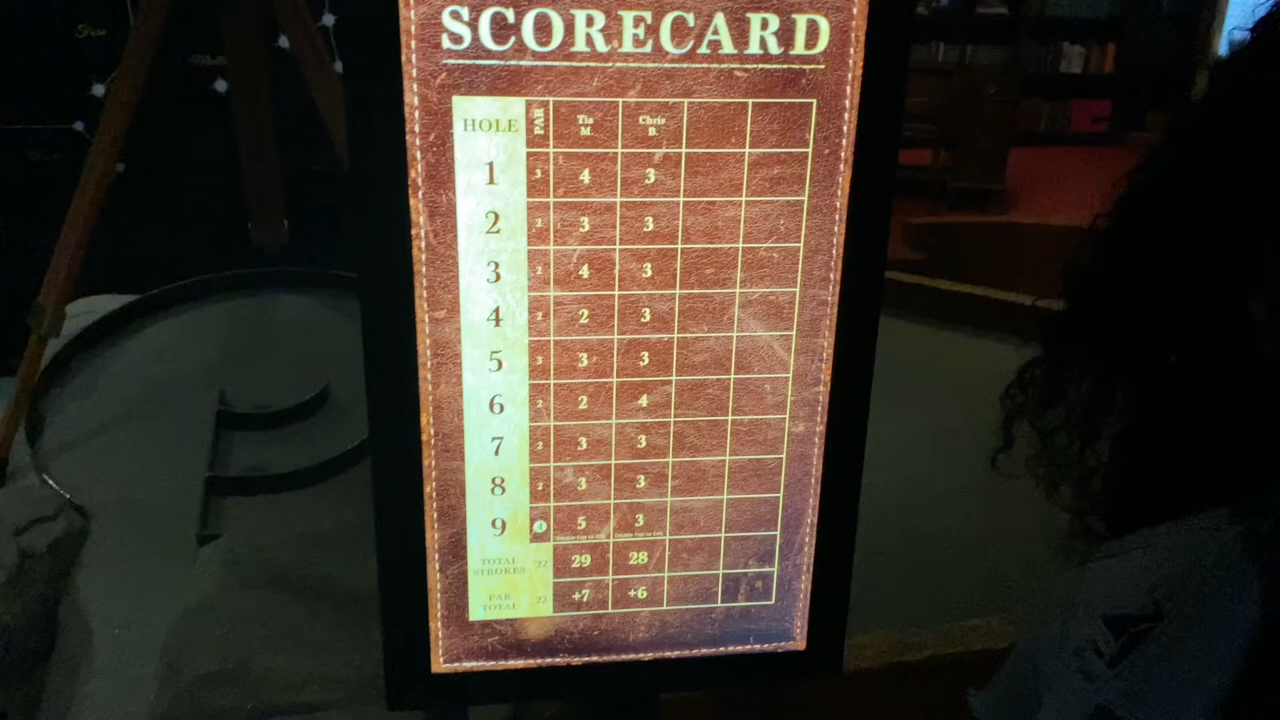 SCORECARD
HOLE PAR Tia M. Chris B.
1 3 4 3
2 2 3 3
3 2 4 3
4 2 2 3
5 3 3 3
6 2 2 4
7 2 3 3
8 2 3 3
9 4 5 3
TOTAL STROKES 22 29 28
PAR TOTAL 22 +7 +6